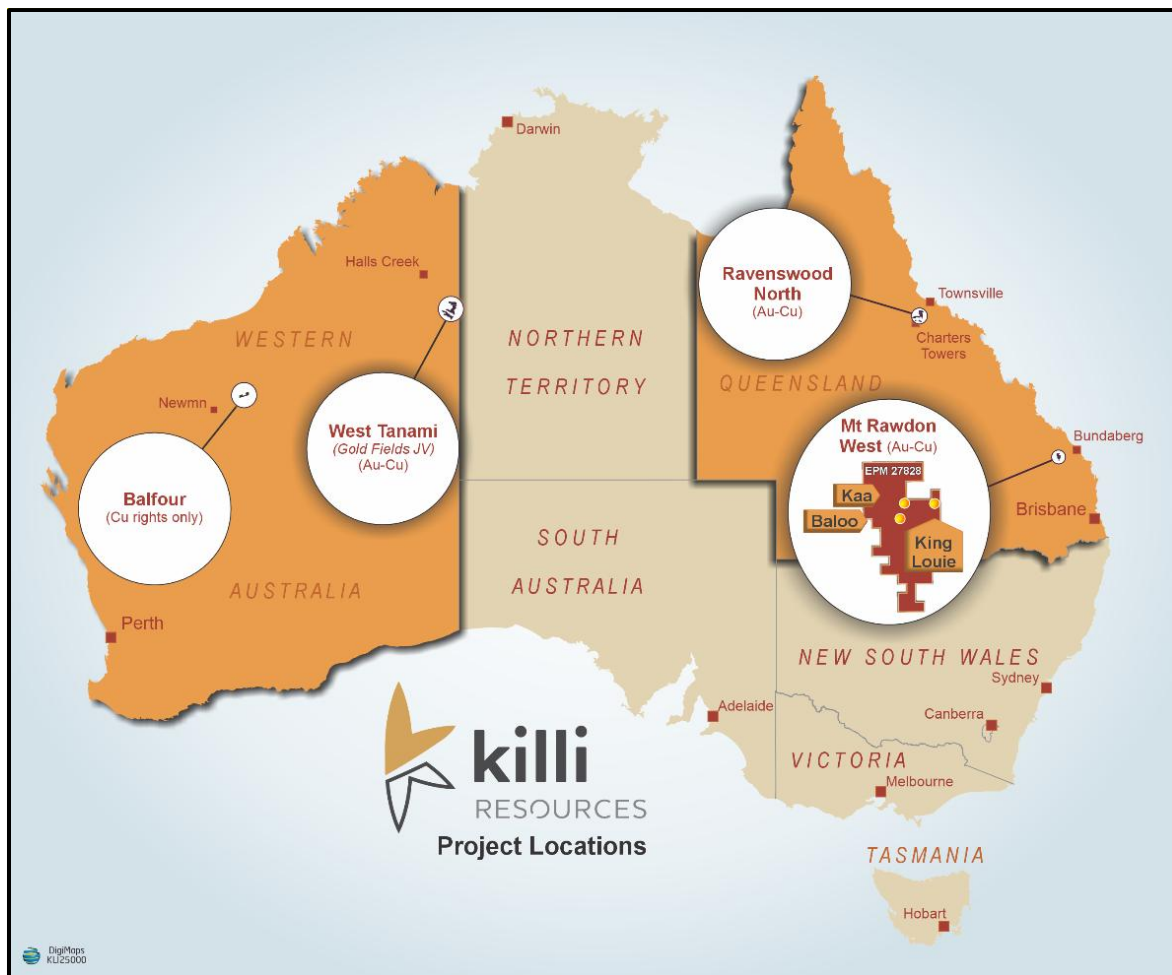 Darwin
Halls Creek
WESTERN
AUSTRALIA
Newmn
Balfour
(Cu rights only)
West Tanami
(Gold Fields JV)
(Au-Cu)
Perth
NORTHERN
TERRITORY
SOUTH
AUSTRALIA
Adelaide
Ravenswood
North
(Au-Cu)
Townsville
Charters
Towers
QUEENSLAND
Mt Rawdon
West (Au-Cu)
EPM 27828
Kaa
Baloo
King
Louie
Bundaberg
Brisbane
NEW SOUTH WALES
Sydney
Canberra
VICTORIA
Melbourne
TASMANIA
Hobart
killi
RESOURCES
Project Locations
DigiMaps
KLI25000